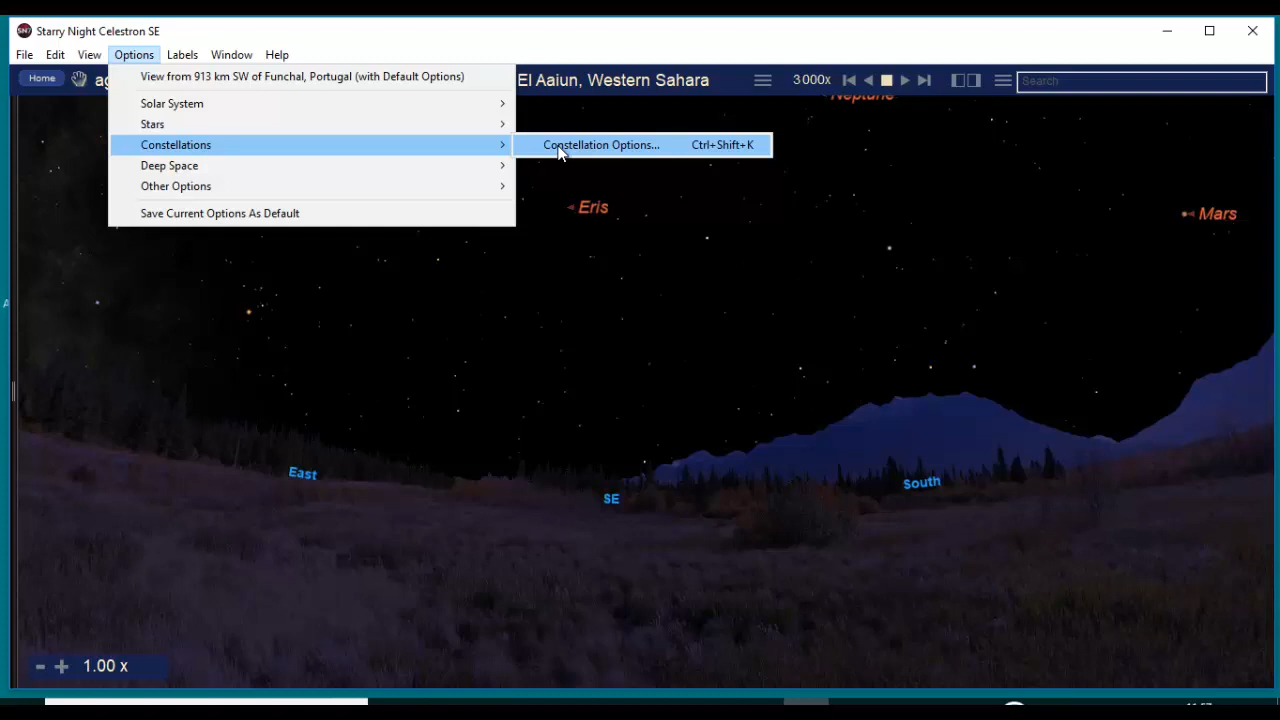 Starry Night Celestron SE
File Edit View Options Labels Window Help
Home
El Aaiun, Western Sahara
3 000x
Search
View from 913 km SW of Funchal, Portugal (with Default Options)
Solar System
Stars
Constellations
Constellation Options... Ctrl+Shift+K
Deep Space
Other Options
Save Current Options As Default
Neptune
Eris
Mars
East
SE
South
1.00 x